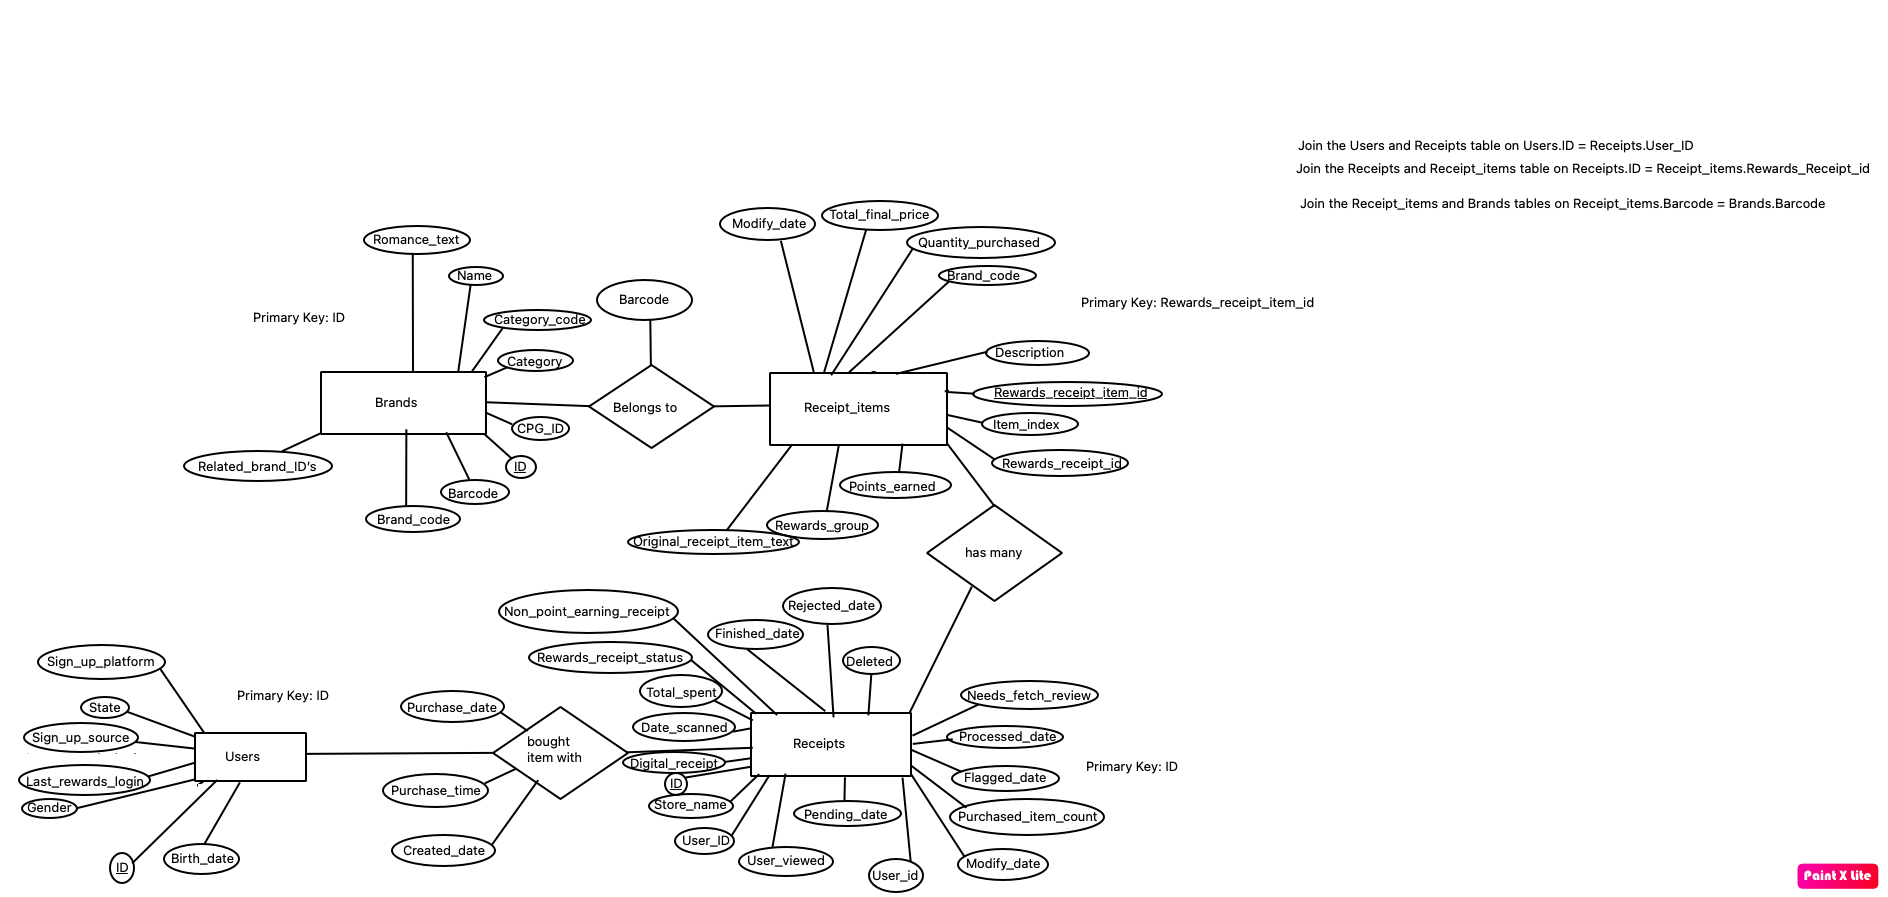 Join the Users and Receipts table on Users.ID = Receipts.User_ID
Join the Receipts and Receipt_items table on Receipts.ID = Receipt_items.Rewards_Receipt_id
Join the Receipt_items and Brands tables on Receipt_items.Barcode = Brands.Barcode
Romance_text
Name
Primary Key: ID
Category_code
Category
Brands
CPG_ID
ID
Related_brand_ID's
Barcode
Brand_code
Barcode
Belongs to
Modify_date
Total_final_price
Quantity_purchased
Brand_code
Primary Key: Rewards_receipt_item_id
Description
Rewards_receipt_item_id
Receipt_items
Item_index
Rewards_receipt_id
Points_earned
Rewards_group
Original_receipt_item_text
has many
Sign_up_platform
Primary Key: ID
State
Sign_up_source
Users
Last_rewards_login
Gender
ID
Birth_date
Purchase_date
bought
item with
Purchase_time
Created_date
Non_point_earning_receipt
Rejected_date
Finished_date
Rewards_receipt_status
Deleted
Total_spent
Needs_fetch_review
Date_scanned
Processed_date
Receipts
Digital_receipt
Primary Key: ID
Flagged_date
ID
Store_name
Pending_date
Purchased_item_count
User_ID
User_viewed
Modify_date
User_id
Paint X Lite